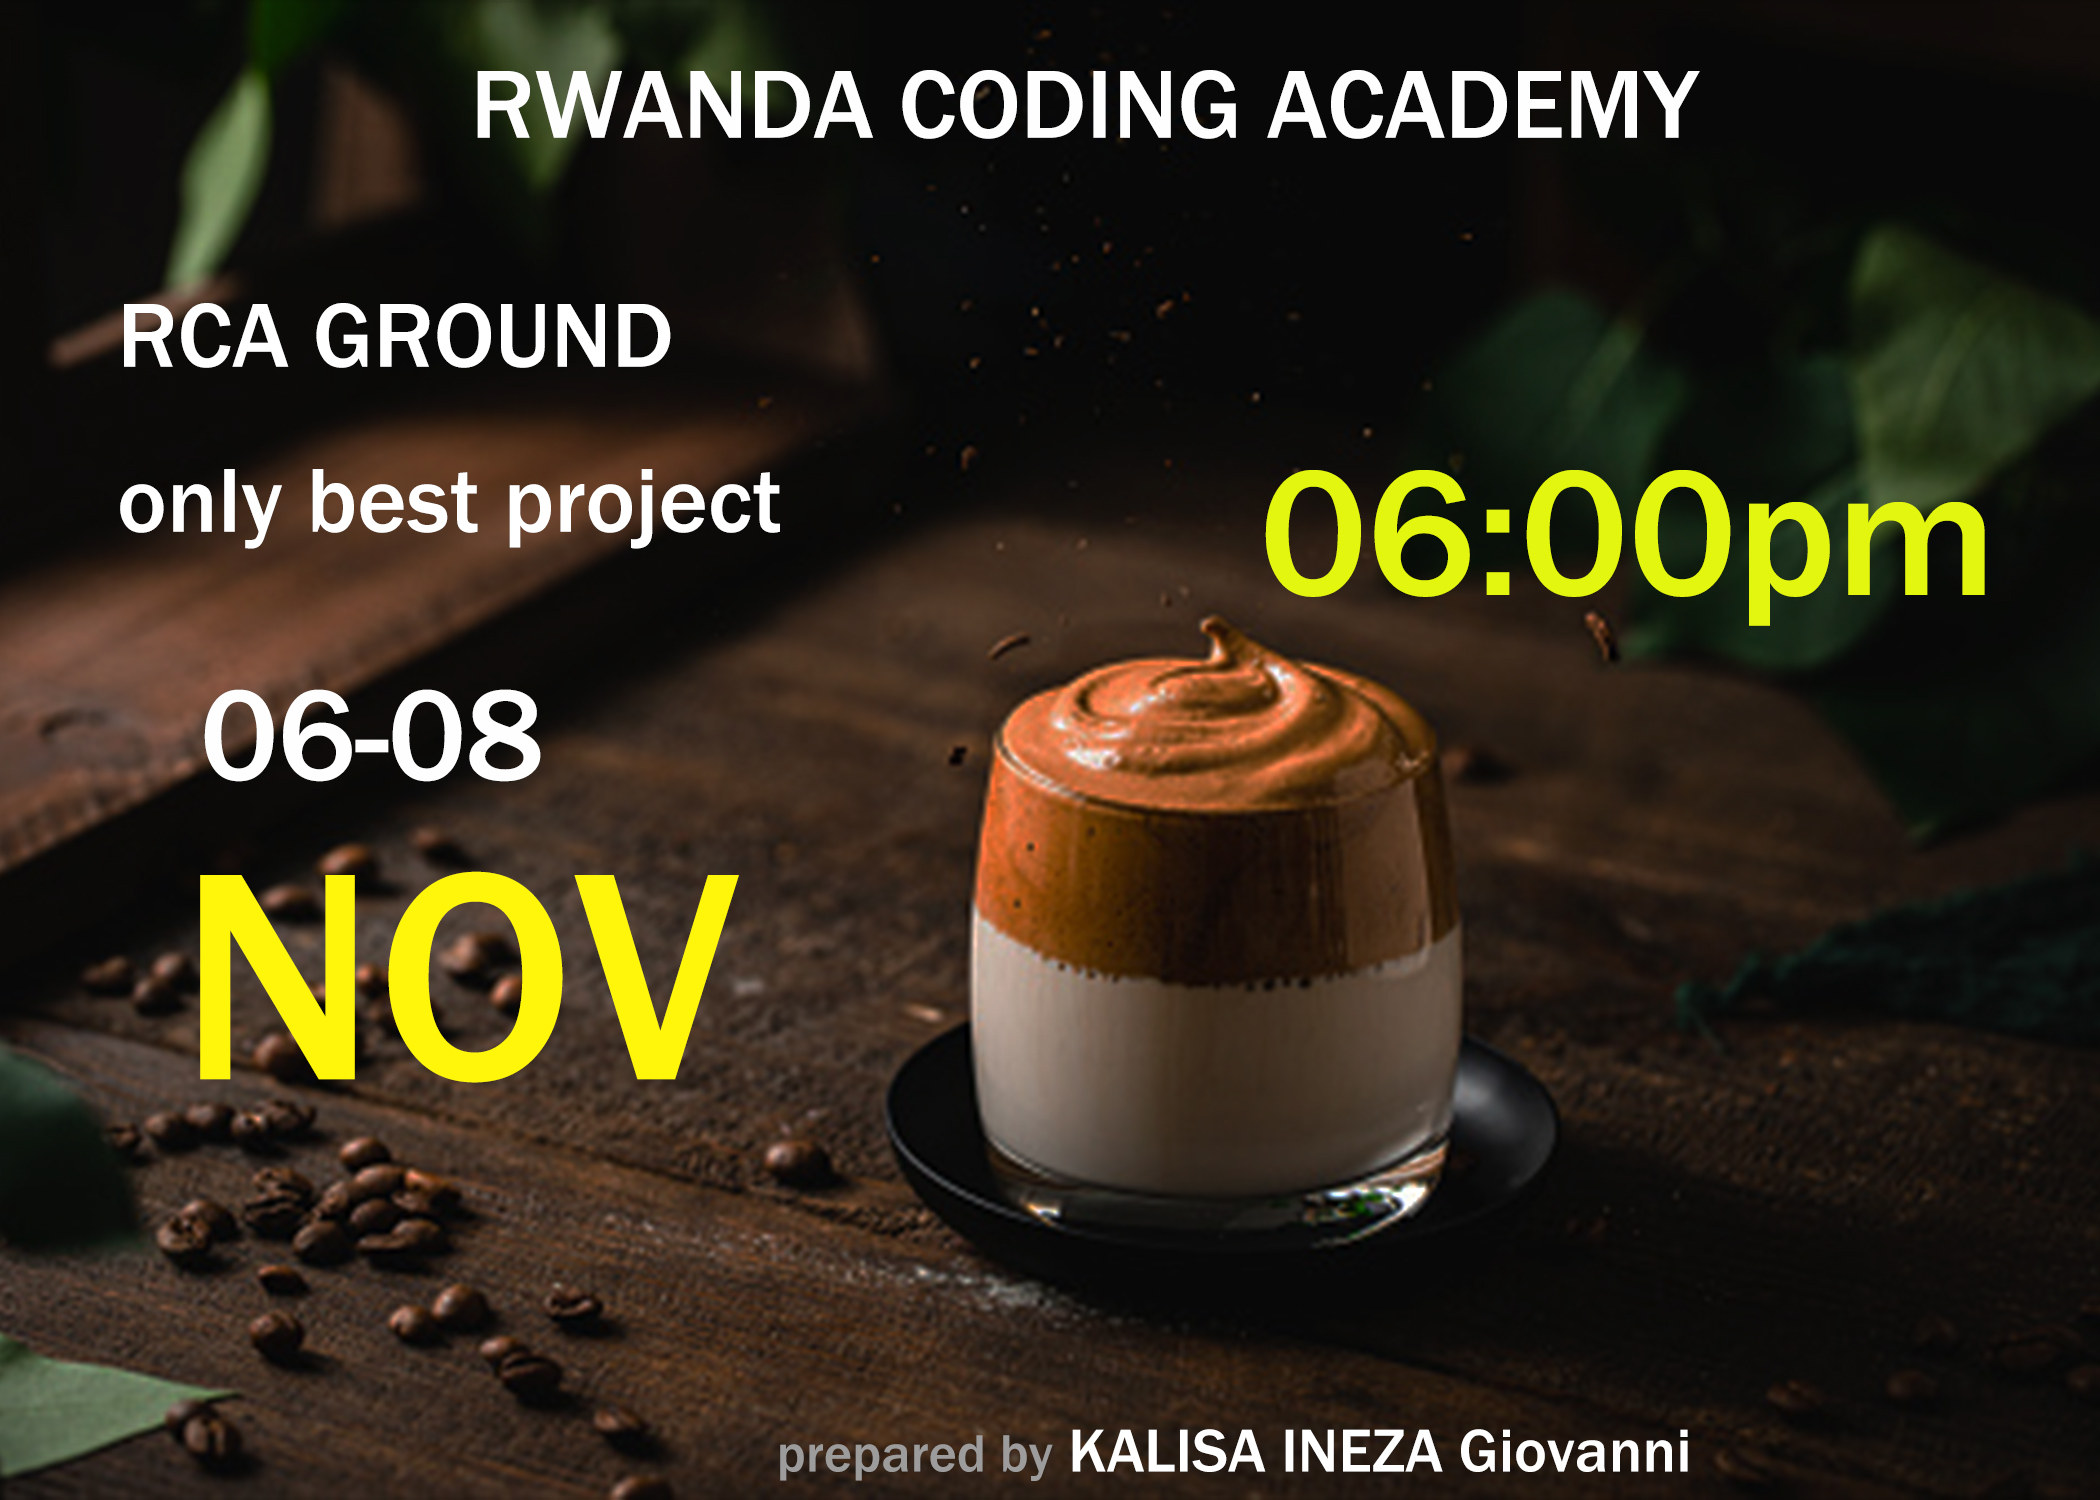 RWANDA CODING ACADEMY
RCA GROUND
only best project
06:00pm
06-08
NOV
prepared by KALISA INEZA Giovanni